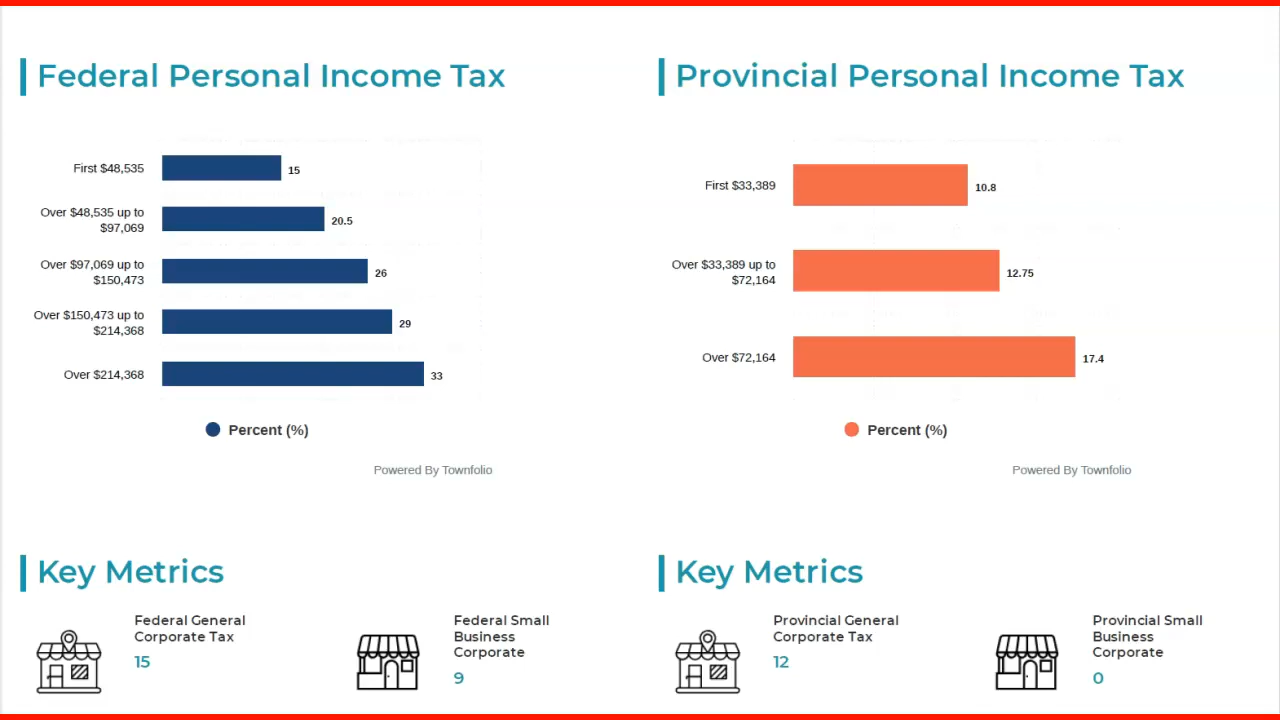 Federal Personal Income Tax
First $48,535
15
Over $48,535 up to
$97,069
20.5
Over $97,069 up to
$150,473
26
Over $150,473 up to
$214,368
29
Over $214,368
33
Percent (%)
Powered By Townfolio
Provincial Personal Income Tax
First $33,389
10.8
Over $33,389 up to
$72,164
12.75
Over $72,164
17.4
Percent (%)
Powered By Townfolio
Key Metrics
Federal General
Corporate Tax
15
Federal Small
Business
Corporate
9
Key Metrics
Provincial General
Corporate Tax
12
Provincial Small
Business
Corporate
0